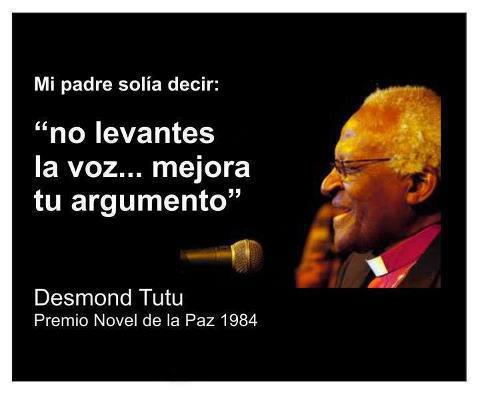 Mi padre solía decir:
“no levantes
la voz... mejora
tu argumento”
Desmond Tutu
Premio Novel de la Paz 1984